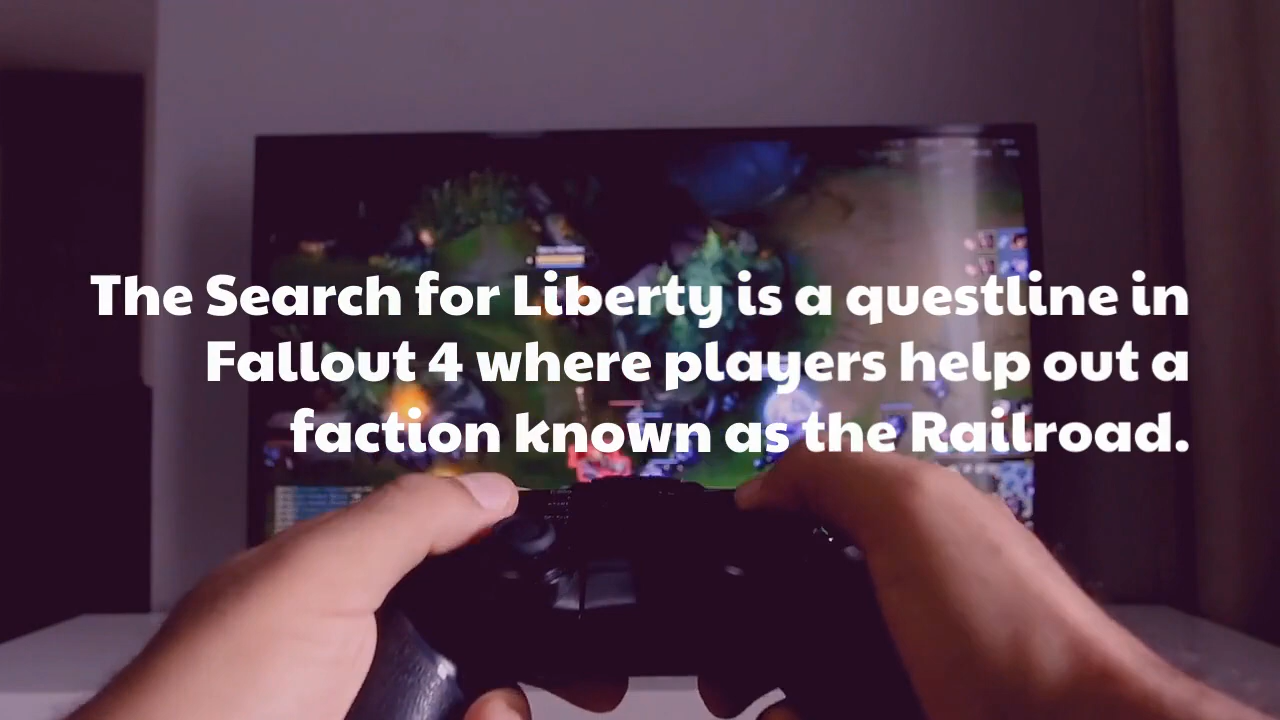 The Search for Liberty is a questline in
Fallout 4 where players help out a
faction known as the Railroad.